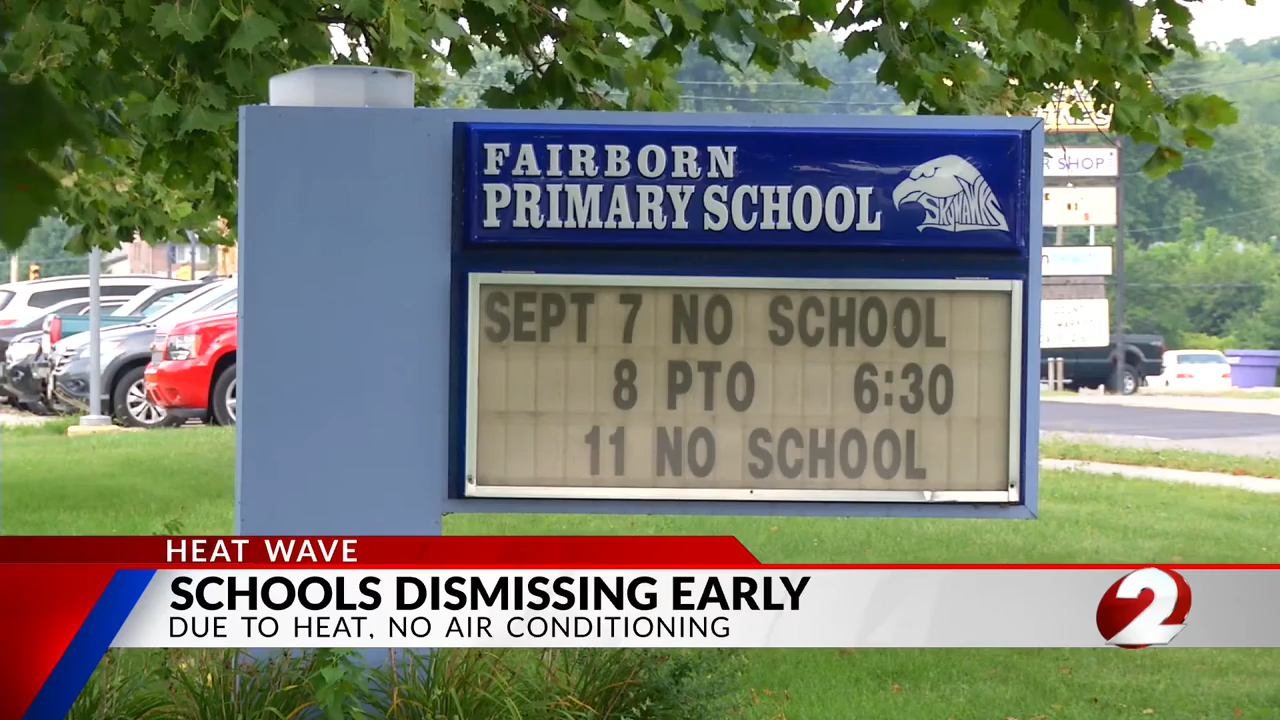 FAIRBORN
PRIMARY SCHOOL
SKYHAWKS
SEPT 7 NO SCHOOL
8 PTO 6:30
11 NO SCHOOL
SHOP
HEAT WAVE
SCHOOLS DISMISSING EARLY
DUE TO HEAT, NO AIR CONDITIONING
2